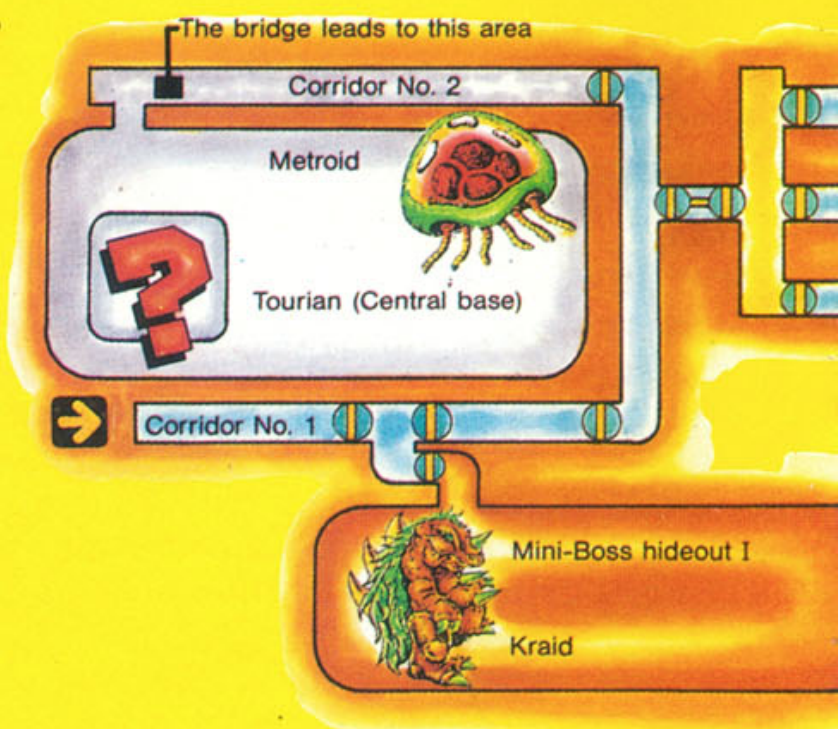 The bridge leads to this area
Corridor No. 2
Metroid
?
Tourian (Central base)
Corridor No. 1
Mini-Boss hideout I
Kraid